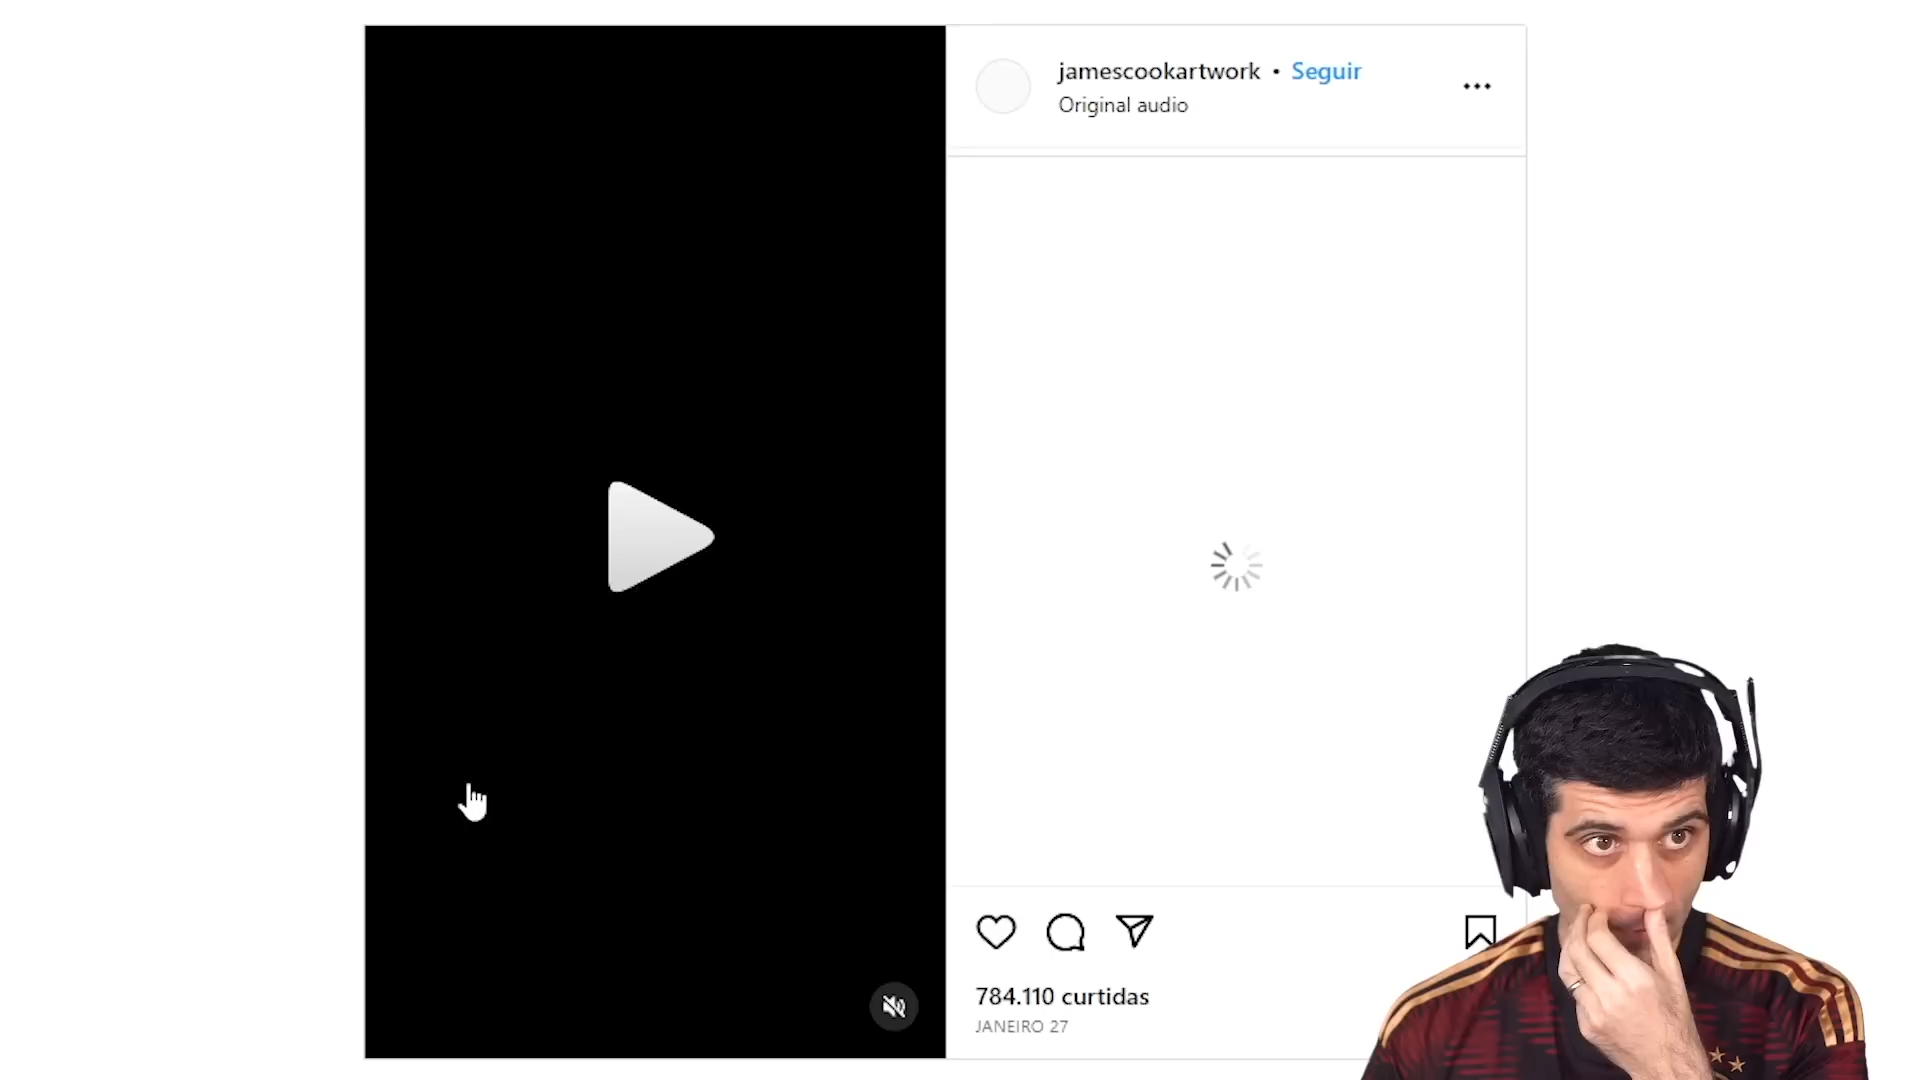 jamescookartwork • Seguir
Original audio
784.110 curtidas
JANEIRO 27